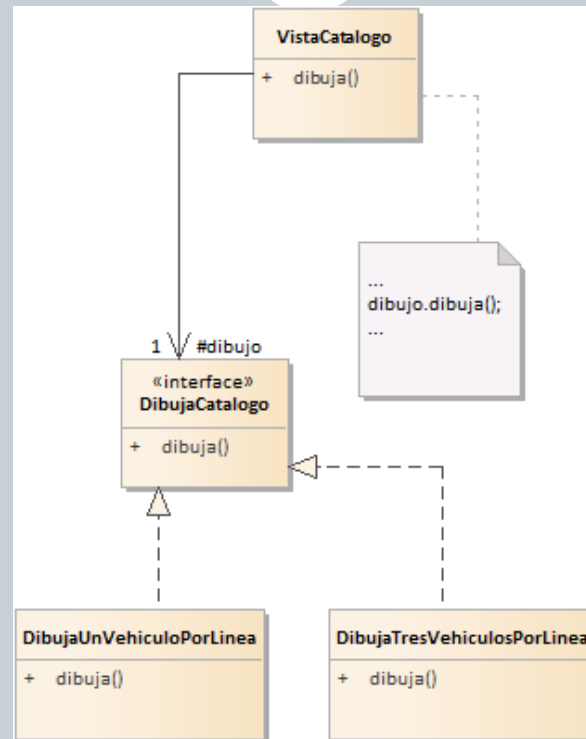 VistaCatalogo
+ dibuja()
...
dibujo.dibuja();
...
1 #dibujo
«interface»
DibujaCatalogo
+ dibuja()
DibujaUnVehiculoPorLinea
+ dibuja()
DibujaTresVehiculosPorLinea
+ dibuja()